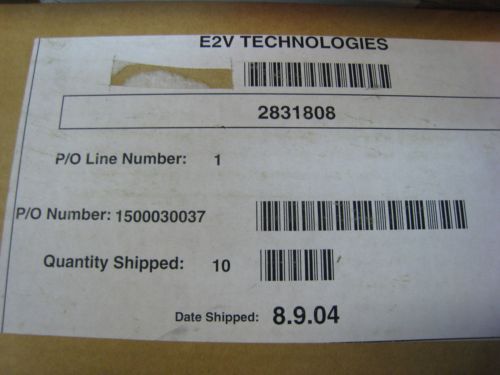 E2V TECHNOLOGIES
2831808
P/O Line Number: 1
P/O Number: 1500030037
Quantity Shipped: 10
Date Shipped: 8.9.04